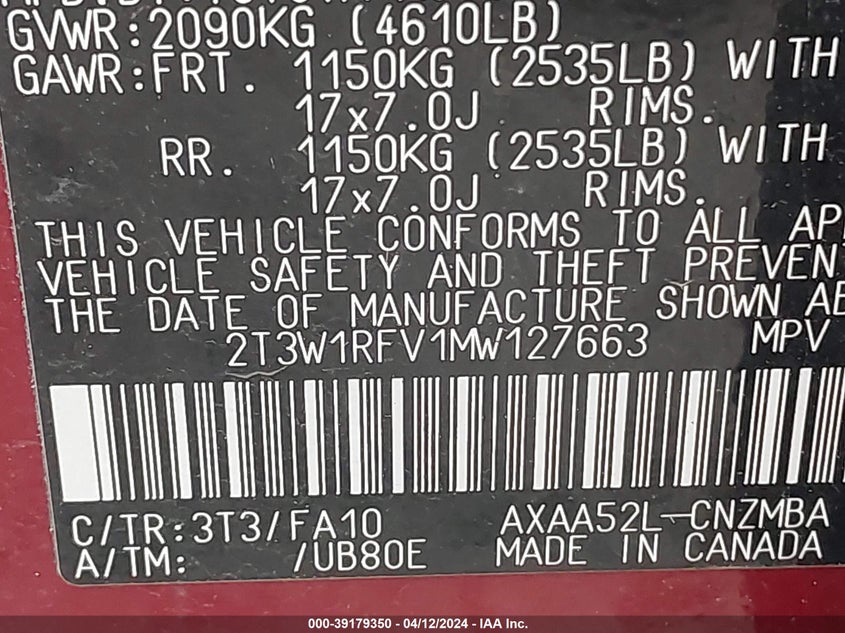 GVWR:2090KG (4610LB)
GAWR:FRT. 1150KG (2535LB) WITH
17x7.0J RIMS.
RR. 1150KG (2535LB) WITH
17x7.0J RIMS.
THIS VEHICLE CONFORMS TO ALL
VEHICLE SAFETY AND THEFT PREVEN
THE DATE OF MANUFACTURE SHOWN AB
2T3W1RFV1MW127663 MPV
C/TR:3T3/FA10 AXAA52L-CNZMBA
A/TM: /UB80E MADE IN CANADA
000-39179350 - 04/12/2024 - IAA Inc.